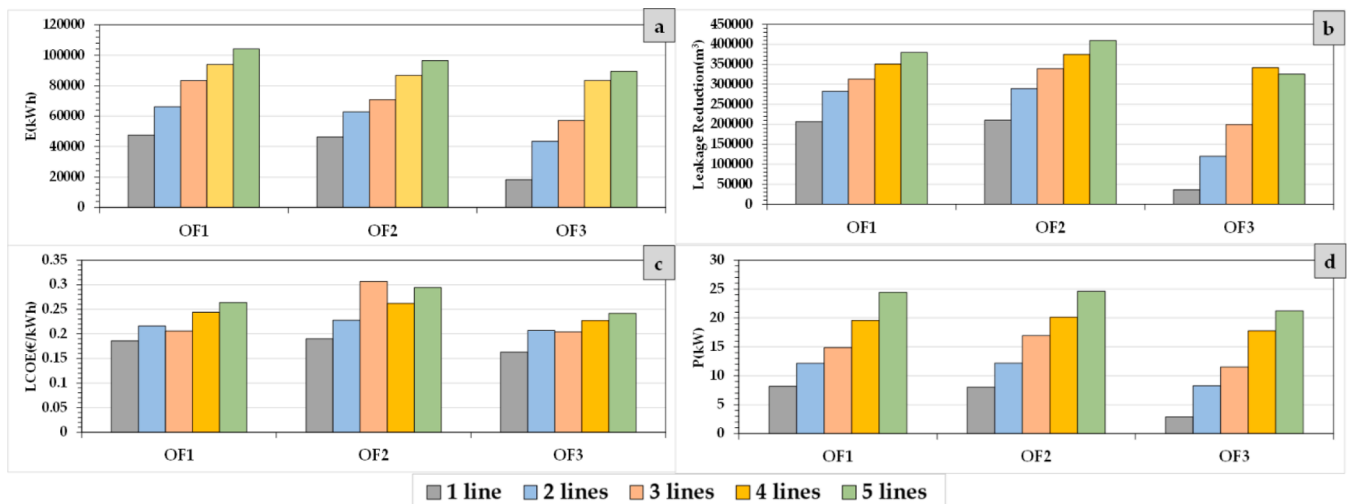 a
E(kWh)
120000
100000
80000
60000
40000
20000
0
OF1 OF2 OF3
b
Leakage Reduction(m³)
450000
400000
350000
300000
250000
200000
150000
100000
50000
0
OF1 OF2 OF3
c
LCOE(€/kWh)
0.35
0.3
0.25
0.2
0.15
0.1
0.05
0
OF1 OF2 OF3
d
P(kW)
30
25
20
15
10
5
0
OF1 OF2 OF3
1 line 2 lines 3 lines 4 lines 5 lines